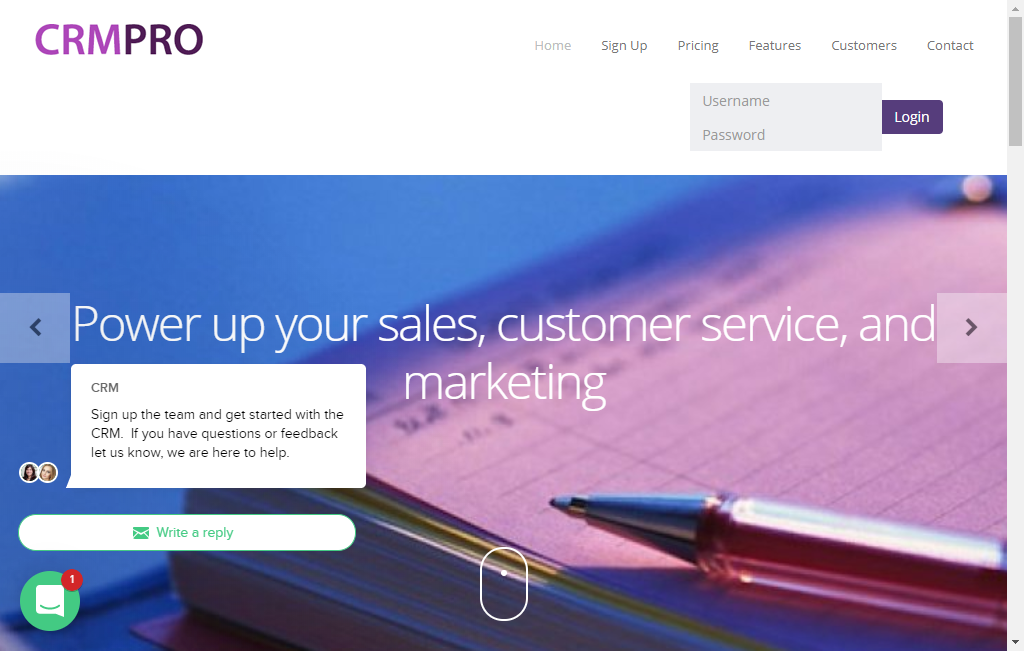 CRMPRO
Home Sign Up Pricing Features Customers Contact
Username
Password
Login
Power up your sales, customer service, and
marketing
CRM
Sign up the team and get started with the
CRM.  If you have questions or feedback
let us know, we are here to help.
Write a reply
1